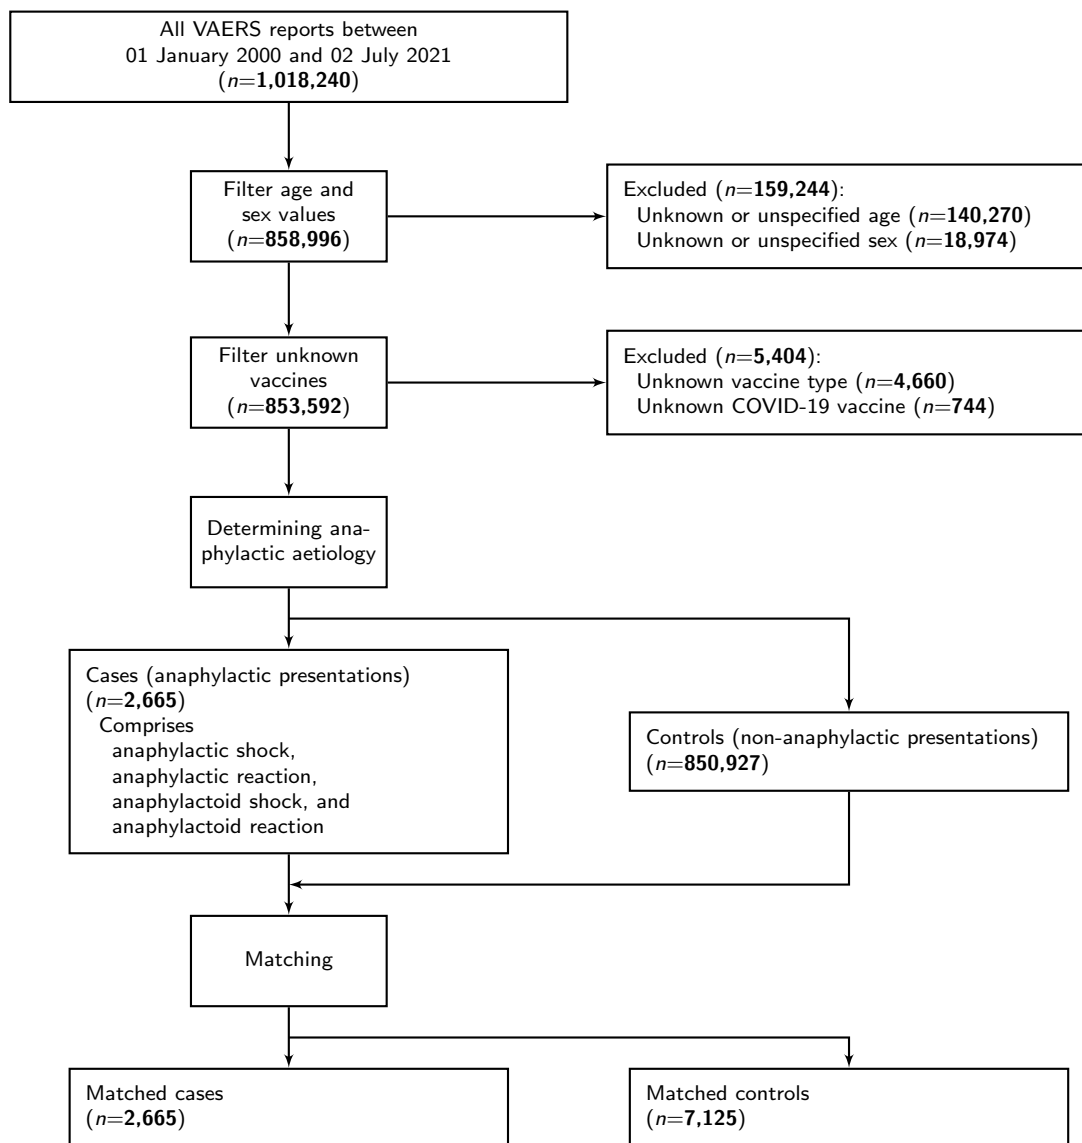 All VAERS reports between
01 January 2000 and 02 July 2021
(n=1,018,240)
Filter age and
sex values
(n=858,996)
Excluded (n=159,244):
Unknown or unspecified age (n=140,270)
Unknown or unspecified sex (n=18,974)
Filter unknown
vaccines
(n=853,592)
Excluded (n=5,404):
Unknown vaccine type (n=4,660)
Unknown COVID-19 vaccine (n=744)
Determining ana-
phylactic aetiology
Cases (anaphylactic presentations)
(n=2,665)
Comprises
anaphylactic shock,
anaphylactic reaction,
anaphylactoid shock, and
anaphylactoid reaction
Controls (non-anaphylactic presentations)
(n=850,927)
Matching
Matched cases
(n=2,665)
Matched controls
(n=7,125)